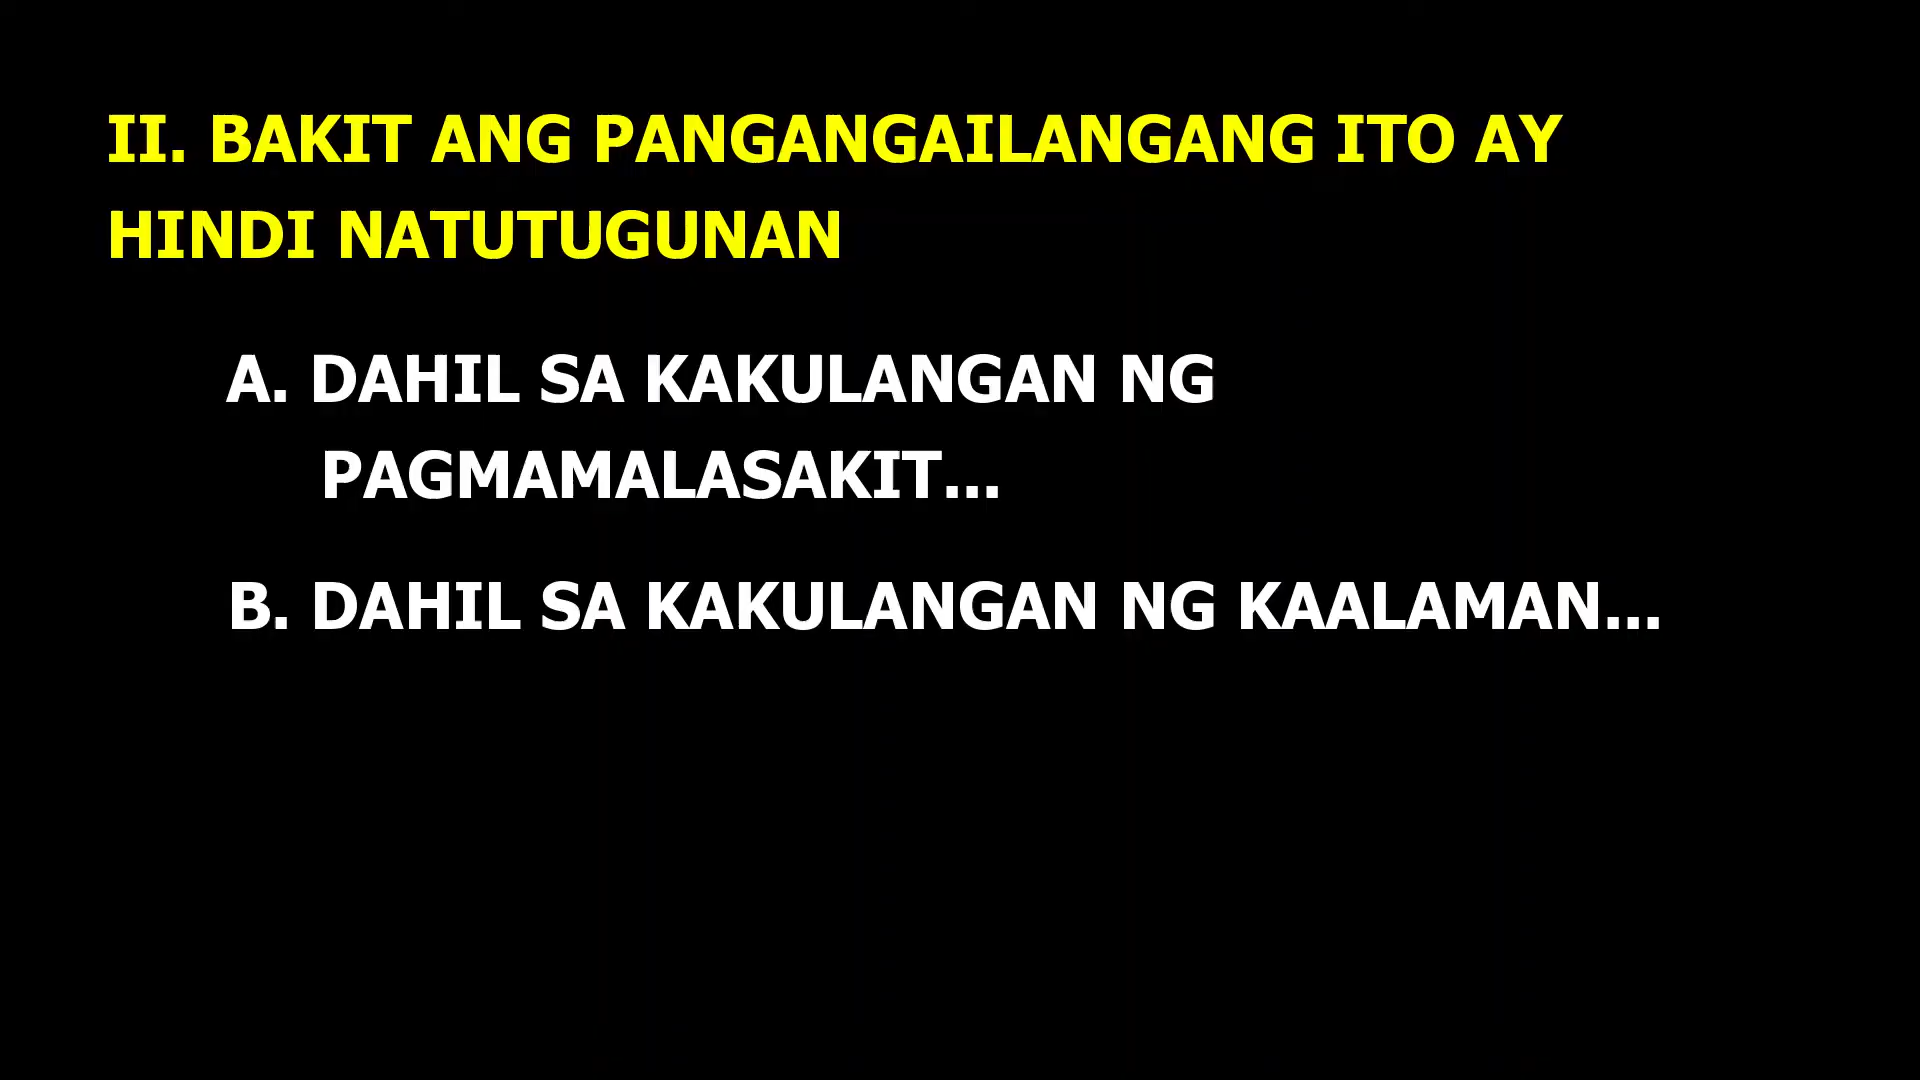 II. BAKIT ANG PANGANGAILANGANG ITO AY
HINDI NATUTUGUNAN
A. DAHIL SA KAKULANGAN NG
PAGMAMALASAKIT...
B. DAHIL SA KAKULANGAN NG KAALAMAN...